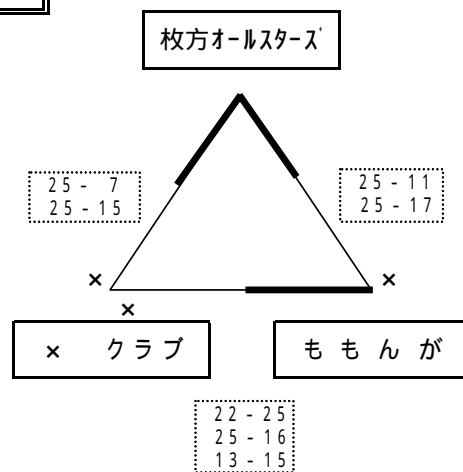 枚方オールスターズ
25 - 7
25 - 15
25 - 11
25 - 17
×
×
×
× クラブ
ももんが
22 - 25
25 - 16
13 - 15